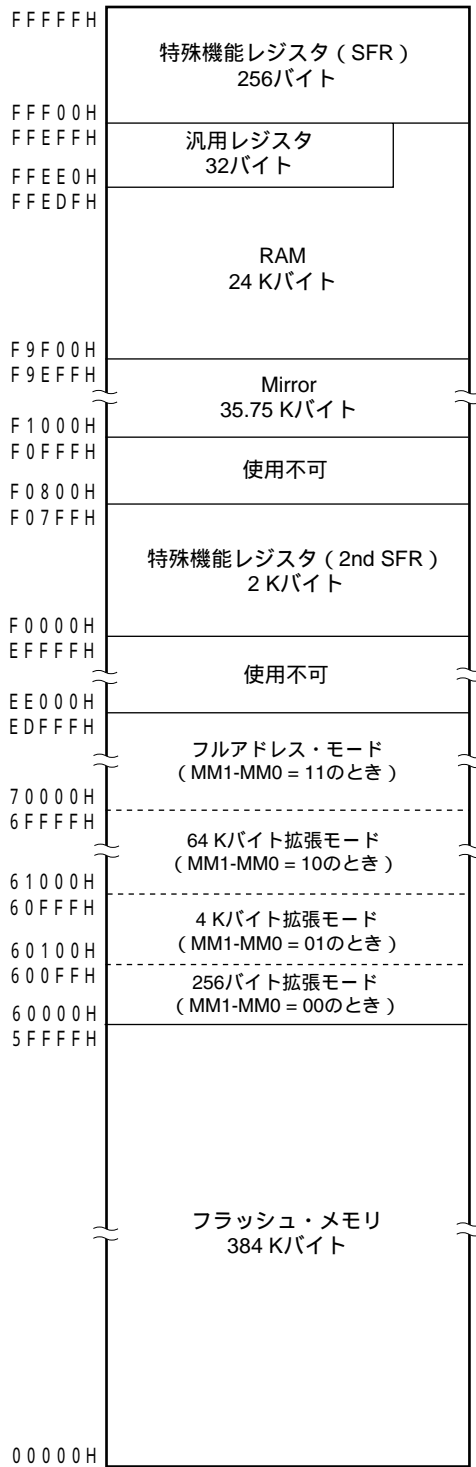 FFFFFH
特殊機能レジスタ（SFR）
256バイト
FFF00H
FFEFFH
汎用レジスタ
32バイト
FFEE0H
FFEDFH
RAM
24 Kバイト
F9F00H
F9EFFH
Mirror
35.75 Kバイト
F1000H
F0FFFH
使用不可
F0800H
F07FFH
特殊機能レジスタ（2nd SFR）
2 Kバイト
F0000H
EFFFFH
使用不可
EE000H
EDFFFH
フルアドレス・モード
（MM1-MM0 = 11のとき）
70000H
6FFFFH
64 Kバイト拡張モード
（MM1-MM0 = 10のとき）
61000H
60FFFH
4 Kバイト拡張モード
（MM1-MM0 = 01のとき）
60100H
600FFH
256バイト拡張モード
（MM1-MM0 = 00のとき）
60000H
5FFFFH
フラッシュ・メモリ
384 Kバイト
00000H